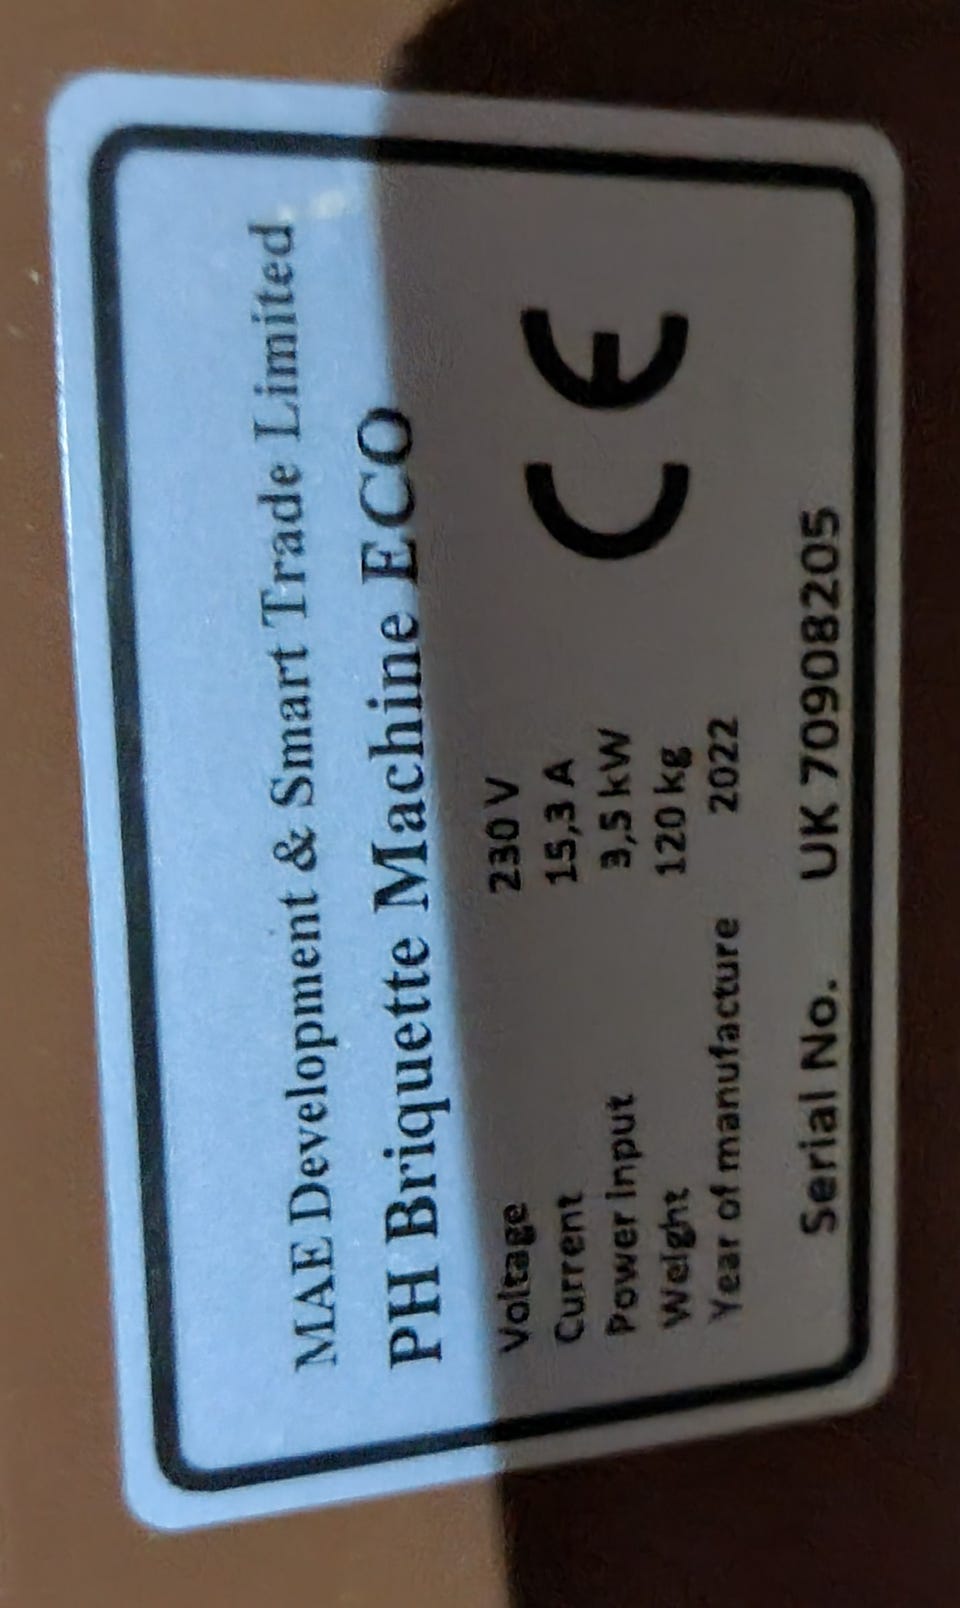 MAE Development & Smart Trade Limited
PH Briquette Machine ECO
Voltage 230 V
Current 15,3 A
Power input 3,5 kW
Weight 120 kg
Year of manufacture 2022
CE
Serial No. UK 70908205